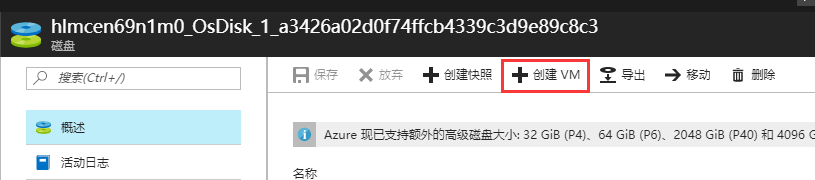 hlmcen69n1m0_OsDisk_1_a3426a02d0f74ffcb4339c3d9e89c8c3
磁盘
搜索(Ctrl+/)
保存 放弃 创建快照 创建 VM 导出 移动 删除
概述
Azure 现已支持额外的高级磁盘大小: 32 GiB (P4)、64 GiB (P6)、2048 GiB (P40) 和 4096 G
活动日志
名称